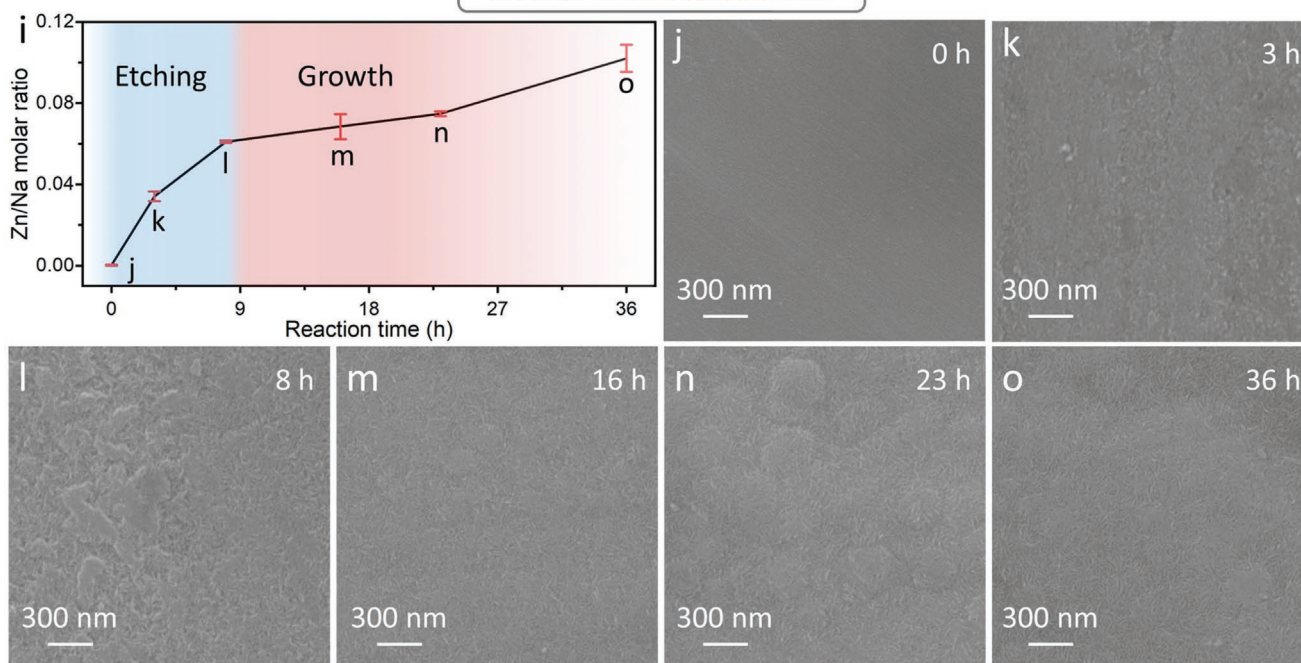 i
0.12
0.08
0.04
0.00
Zn/Na molar ratio
Etching
Growth
j
k
l
m
n
o
0
9
18
27
36
Reaction time (h)
j
0 h
300 nm
k
3 h
300 nm
l
8 h
300 nm
m
16 h
300 nm
n
23 h
300 nm
o
36 h
300 nm